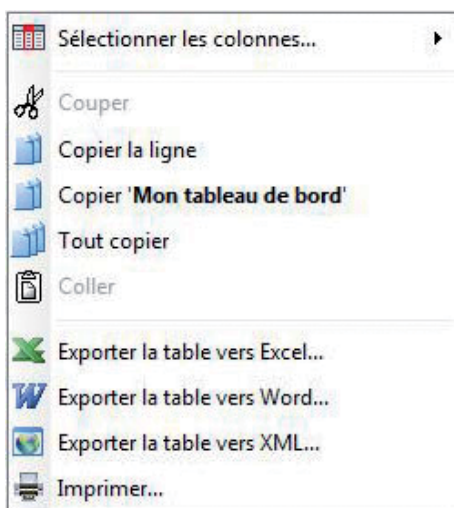 Sélectionner les colonnes...
Couper
Copier la ligne
Copier 'Mon tableau de bord'
Tout copier
Coller
Exporter la table vers Excel...
Exporter la table vers Word...
Exporter la table vers XML...
Imprimer...